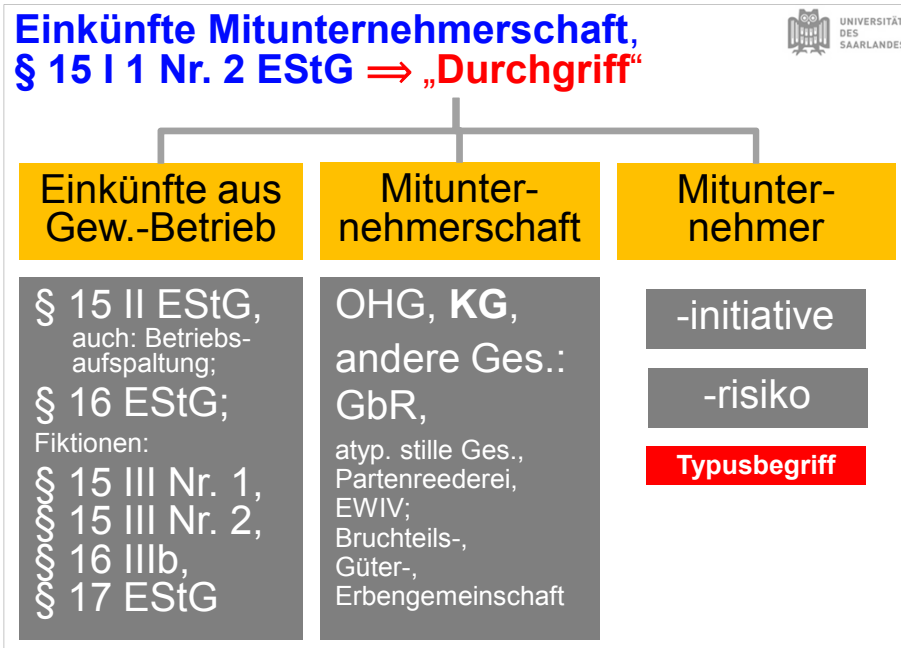 Einkünfte Mitunternehmerschaft,
§ 15 I 1 Nr. 2 EStG ⇒ „Durchgriff“
UNIVERSITÄT
DES
SAARLANDES
Einkünfte aus
Gew.-Betrieb
§ 15 II EStG,
auch: Betriebs-
aufspaltung;
§ 16 EStG;
Fiktionen:
§ 15 III Nr. 1,
§ 15 III Nr. 2,
§ 16 IIIb,
§ 17 EStG
Mitunter-
nehmerschaft
OHG, KG,
andere Ges.:
GbR,
atyp. stille Ges.,
Partenreederei,
EWIV;
Bruchteils-,
Güter-,
Erbengemeinschaft
Mitunter-
nehmer
-initiative
-risiko
Typusbegriff